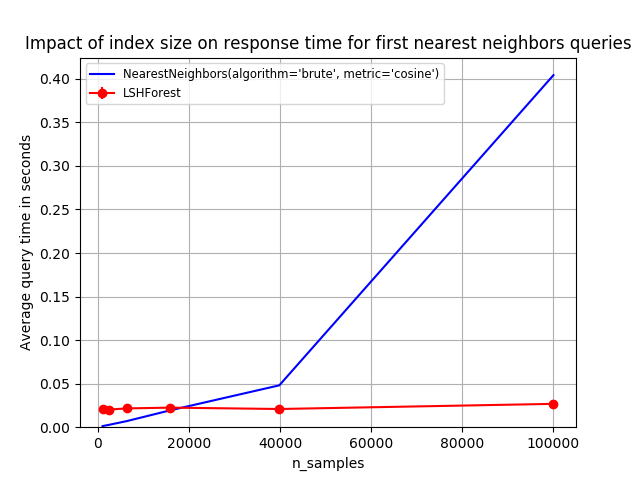 Impact of index size on response time for first nearest neighbors queries
NearestNeighbors(algorithm='brute', metric='cosine')
LSHForest
Average query time in seconds
0.40
0.35
0.30
0.25
0.20
0.15
0.10
0.05
0.00
0 20000 40000 60000 80000 100000
n_samples